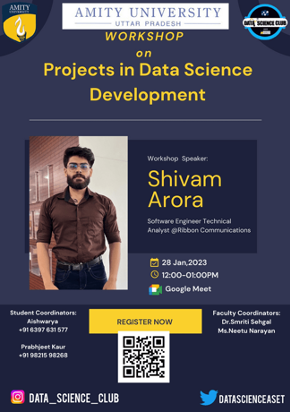 AMITY
UNIVERSITY
AMITY UNIVERSITY
UTTAR PRADESH
DATA SCIENCE CLUB
WORKSHOP
on
Projects in Data Science
Development
Workshop Speaker:
Shivam
Arora
Software Engineer Technical
Analyst @Ribbon Communications
28 Jan,2023
12:00-01:00PM
Google Meet
Student Coordinators:
Aishwarya
+91 6397 631 577
Prabhjeet Kaur
+91 98215 98268
REGISTER NOW
Faculty Coordinators:
Dr.Smriti Sehgal
Ms.Neetu Narayan
DATA_SCIENCE_CLUB
DATASCIENCEASET